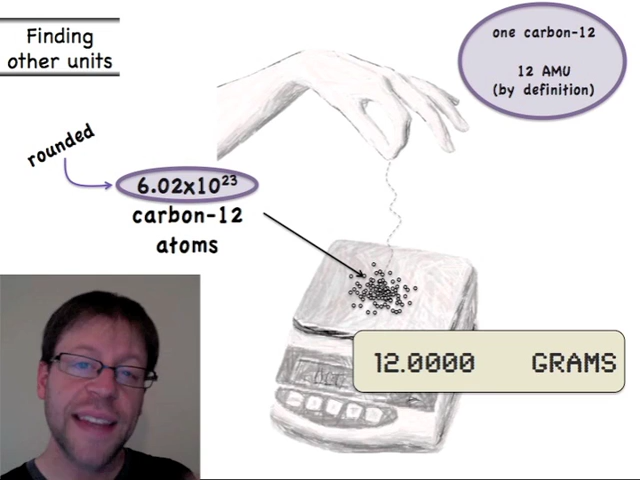 Finding
other units
one carbon-12
12 AMU
(by definition)
rounded
6.02x10²³
carbon-12
atoms
12.0000 GRAMS